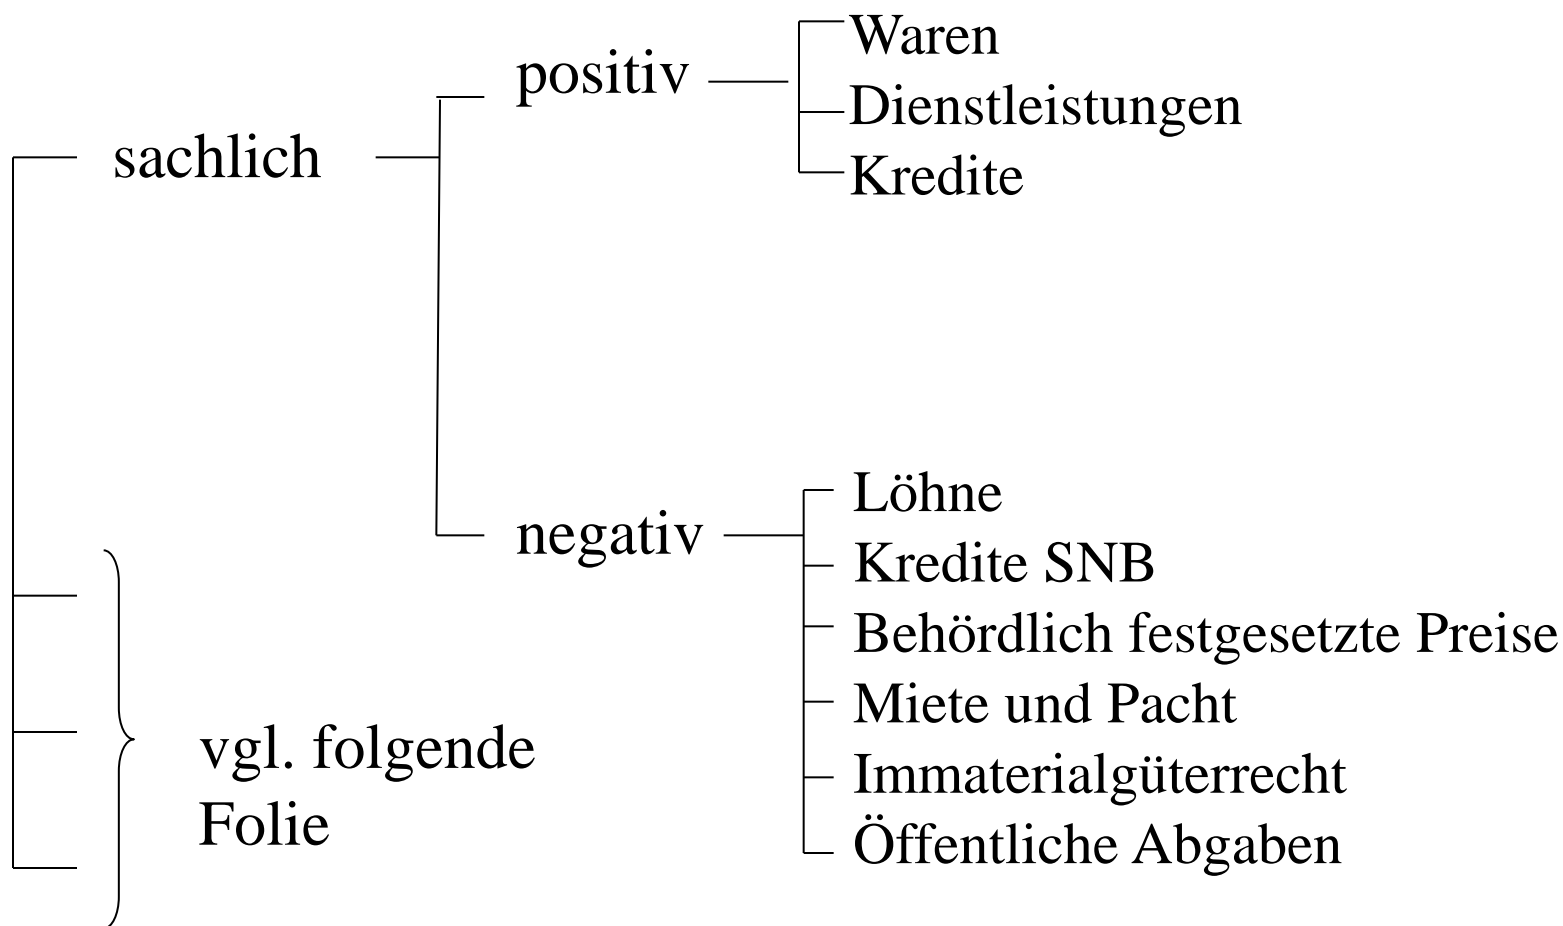 sachlich
positiv
Waren
Dienstleistungen
Kredite
negativ
Löhne
Kredite SNB
Behördlich festgesetzte Preise
Miete und Pacht
Immaterialgüterrecht
Öffentliche Abgaben
vgl. folgende
Folie